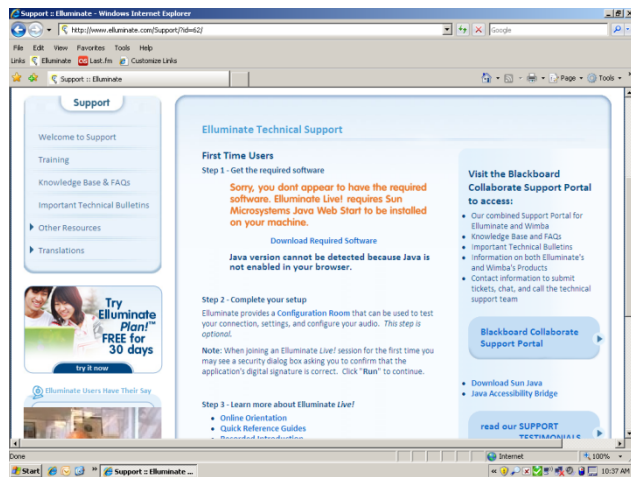 Support :: Elluminate - Windows Internet Explorer
http://www.elluminate.com/Support/?id=62/
Google
File Edit View Favorites Tools Help
Links Elluminate Last.fm Customize Links
Support :: Elluminate
Page Tools
Support
Welcome to Support
Training
Knowledge Base & FAQs
Important Technical Bulletins
Other Resources
Translations
Try
Elluminate
Plan!™
FREE for
30 days
try it now
Elluminate Users Have Their Say
Elluminate Technical Support
First Time Users
Step 1 - Get the required software
Sorry, you dont appear to have the required
software. Elluminate Live! requires Sun
Microsystems Java Web Start to be installed
on your machine.
Download Required Software
Java version cannot be detected because Java is
not enabled in your browser.
Step 2 - Complete your setup
Elluminate provides a Configuration Room that can be used to test
your connection, settings, and configure your audio. This step is
optional.
Note: When joining an Elluminate Live! session for the first time you
may see a security dialog box asking you to confirm that the
application's digital signature is correct. Click "Run" to continue.
Step 3 - Learn more about Elluminate Live!
• Online Orientation
• Quick Reference Guides
• Recorded Introduction
Visit the Blackboard
Collaborate Support Portal
to access:
• Our combined Support Portal for
Elluminate and Wimba
• Knowledge Base and FAQs
• Important Technical Bulletins
• Information on both Elluminate's
and Wimba's Products
• Contact information to submit
tickets, chat, and call the technical
support team
Blackboard Collaborate
Support Portal
• Download Sun Java
• Java Accessibility Bridge
read our SUPPORT
TESTIMONIALS
Done
Internet
100%
Start
Support :: Elluminate ...
10:37 AM